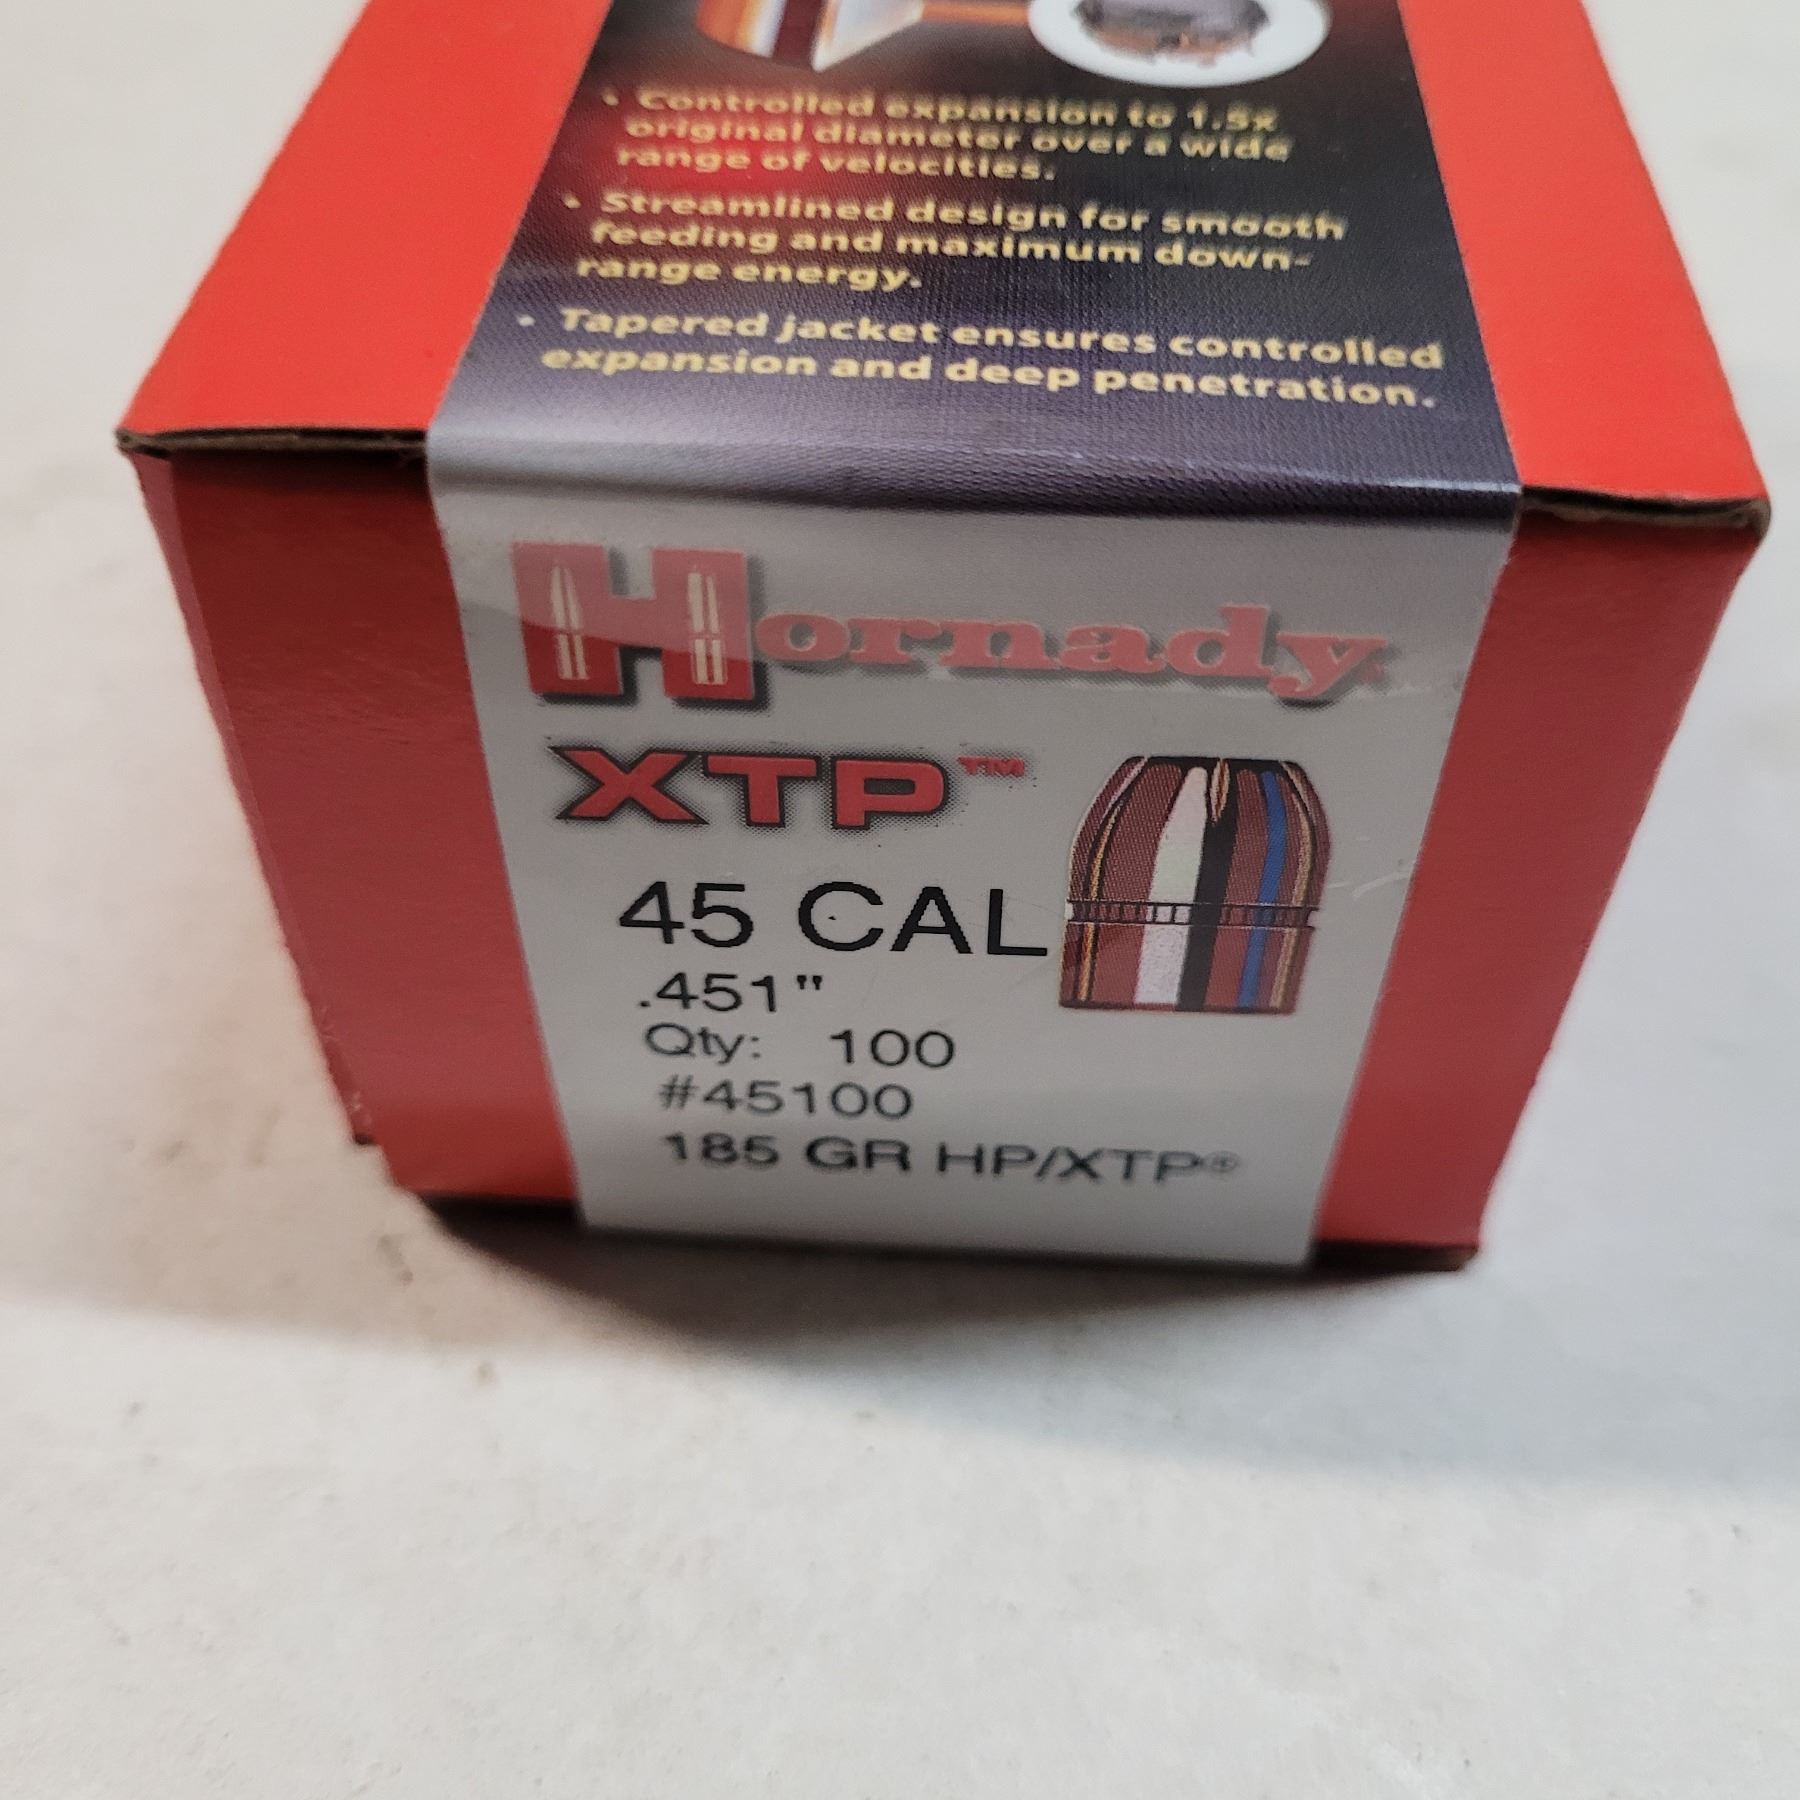 • Controlled expansion to 1.5x
original diameter over a wide
range of velocities.
• Streamlined design for smooth
feeding and maximum down-
range energy.
• Tapered jacket ensures controlled
expansion and deep penetration.
Hornady
XTP™
45 CAL
.451"
Qty: 100
#45100
185 GR HP/XTP®